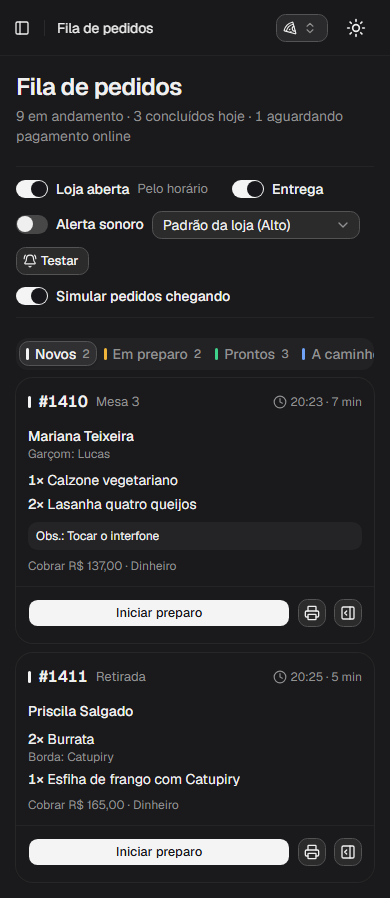 Fila de pedidos
Fila de pedidos
9 em andamento · 3 concluídos hoje · 1 aguardando
pagamento online
Loja aberta Pelo horário Entrega
Alerta sonoro Padrão da loja (Alto)
Testar
Simular pedidos chegando
Novos 2 Em preparo 2 Prontos 3 A caminho
#1410 Mesa 3 20:23 · 7 min
Mariana Teixeira
Garçom: Lucas
1× Calzone vegetariano
2× Lasanha quatro queijos
Obs.: Tocar o interfone
Cobrar R$ 137,00 · Dinheiro
Iniciar preparo
#1411 Retirada 20:25 · 5 min
Priscila Salgado
2× Burrata
Borda: Catupiry
1× Esfiha de frango com Catupiry
Cobrar R$ 165,00 · Dinheiro
Iniciar preparo